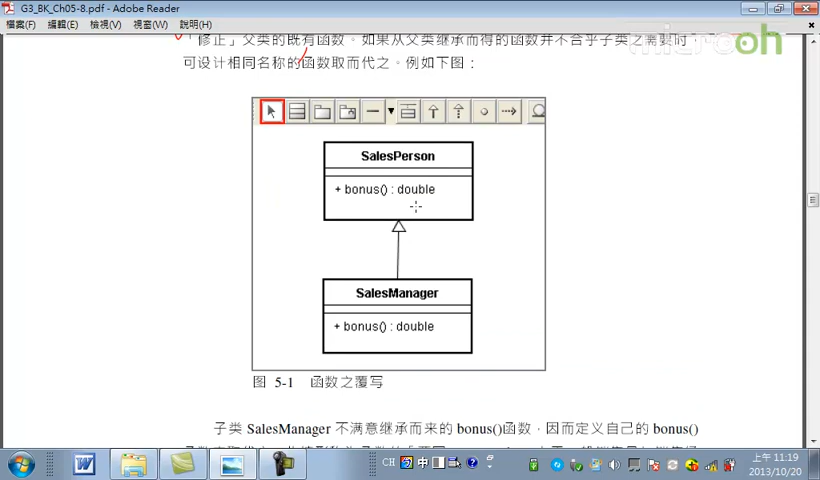 G3_BK_Ch05-8.pdf - Adobe Reader
檔案(F) 編輯(E) 檢視(V) 視窗(W) 說明(H)
「修正」父类的既有函数。如果从父类继承而得的函数并不合乎子类之需要时，
microoh
可设计相同名称的函数取而代之。例如下图：
SalesPerson
+ bonus() : double
SalesManager
+ bonus() : double
图 5-1 函数之覆写
子类 SalesManager 不满意继承而来的 bonus()函数，因而定义自己的 bonus()
CH 中
上午 11:19
2013/10/20